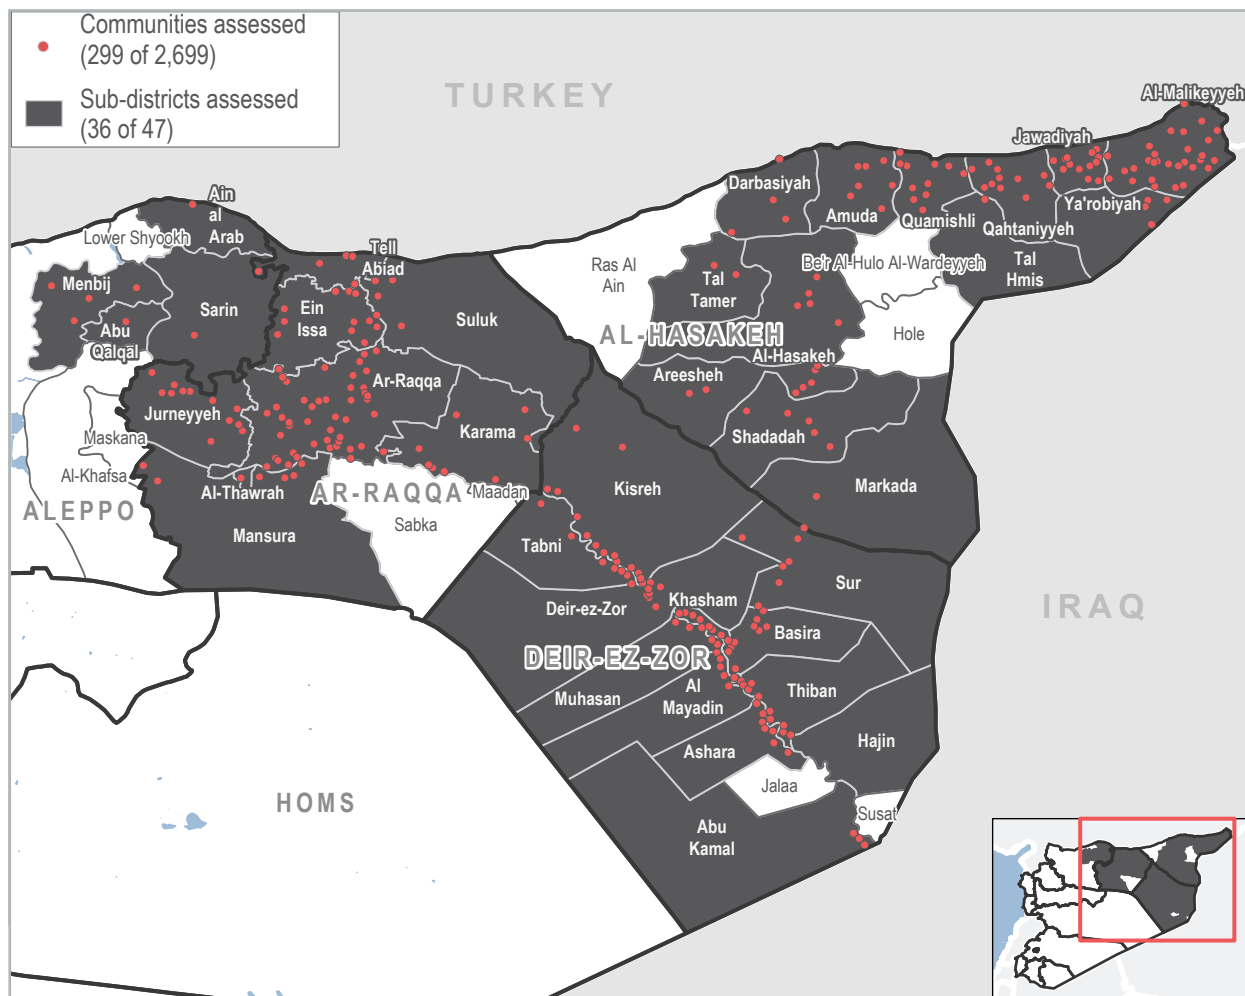 Communities assessed
(299 of 2,699)
Sub-districts assessed
(36 of 47)
TURKEY
Al-Malikeyyeh
Jawadiyah
Darbasiyah
Amuda
Quamishli
Qahtaniyyeh
Ya'robiyah
Tal
Hmis
Ain
al
Arab
Lower Shyookh
Tell
Abiad
Menbij
Sarin
Abu
Qalqal
Ein
Issa
Suluk
Ras Al
Ain
Tal
Tamer
Be'r Al-Hulo Al-Wardeyyeh
Hole
AL-HASAKEH
Al-Hasakeh
Areesheh
Shadadah
Markada
Ar-Raqqa
Karama
Jurneyyeh
Maskana
Al-Khafsa
ALEPPO
Al-Thawrah
AR-RAQQA
Maadan
Sabka
Mansura
Kisreh
Tabni
Deir-ez-Zor
Khasham
Sur
Basira
DEIR-EZ-ZOR
Muhasan
Al
Mayadin
Thiban
Ashara
Hajin
Jalaa
Susat
Abu
Kamal
HOMS
IRAQ